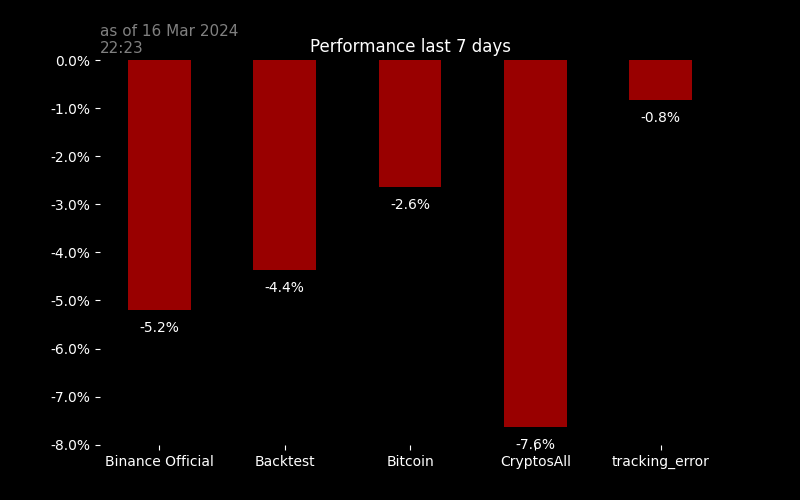 as of 16 Mar 2024
22:23
Performance last 7 days
0.0%
-1.0%
-2.0%
-3.0%
-4.0%
-5.0%
-6.0%
-7.0%
-8.0%
-5.2%
-4.4%
-2.6%
-7.6%
-0.8%
Binance Official
Backtest
Bitcoin
CryptosAll
tracking_error